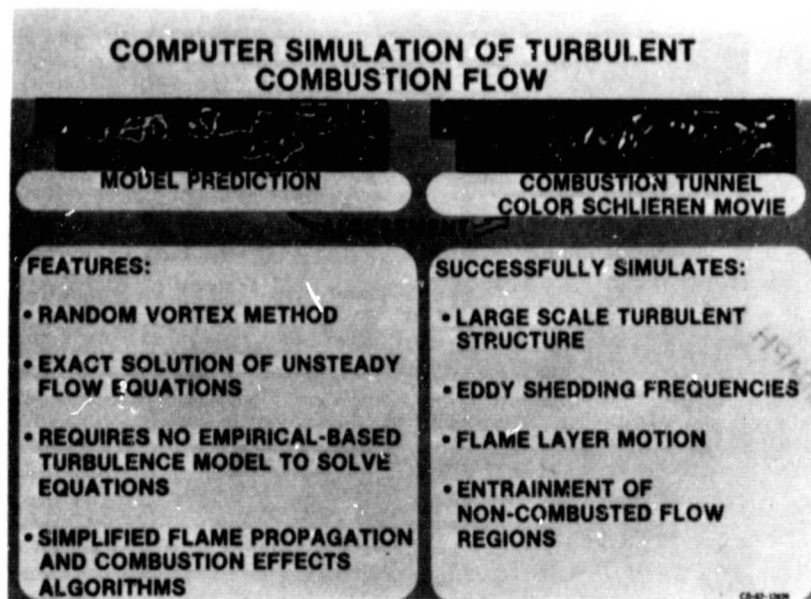 COMPUTER SIMULATION OF TURBULENT
COMBUSTION FLOW
MODEL PREDICTION
COMBUSTION TUNNEL
COLOR SCHLIEREN MOVIE
AGREEMENT
FEATURES:
• RANDOM VORTEX METHOD
• EXACT SOLUTION OF UNSTEADY
FLOW EQUATIONS
• REQUIRES NO EMPIRICAL-BASED
TURBULENCE MODEL TO SOLVE
EQUATIONS
• SIMPLIFIED FLAME PROPAGATION
AND COMBUSTION EFFECTS
ALGORITHMS
SUCCESSFULLY SIMULATES:
• LARGE SCALE TURBULENT
STRUCTURE
• EDDY SHEDDING FREQUENCIES
• FLAME LAYER MOTION
• ENTRAINMENT OF
NON-COMBUSTED FLOW
REGIONS